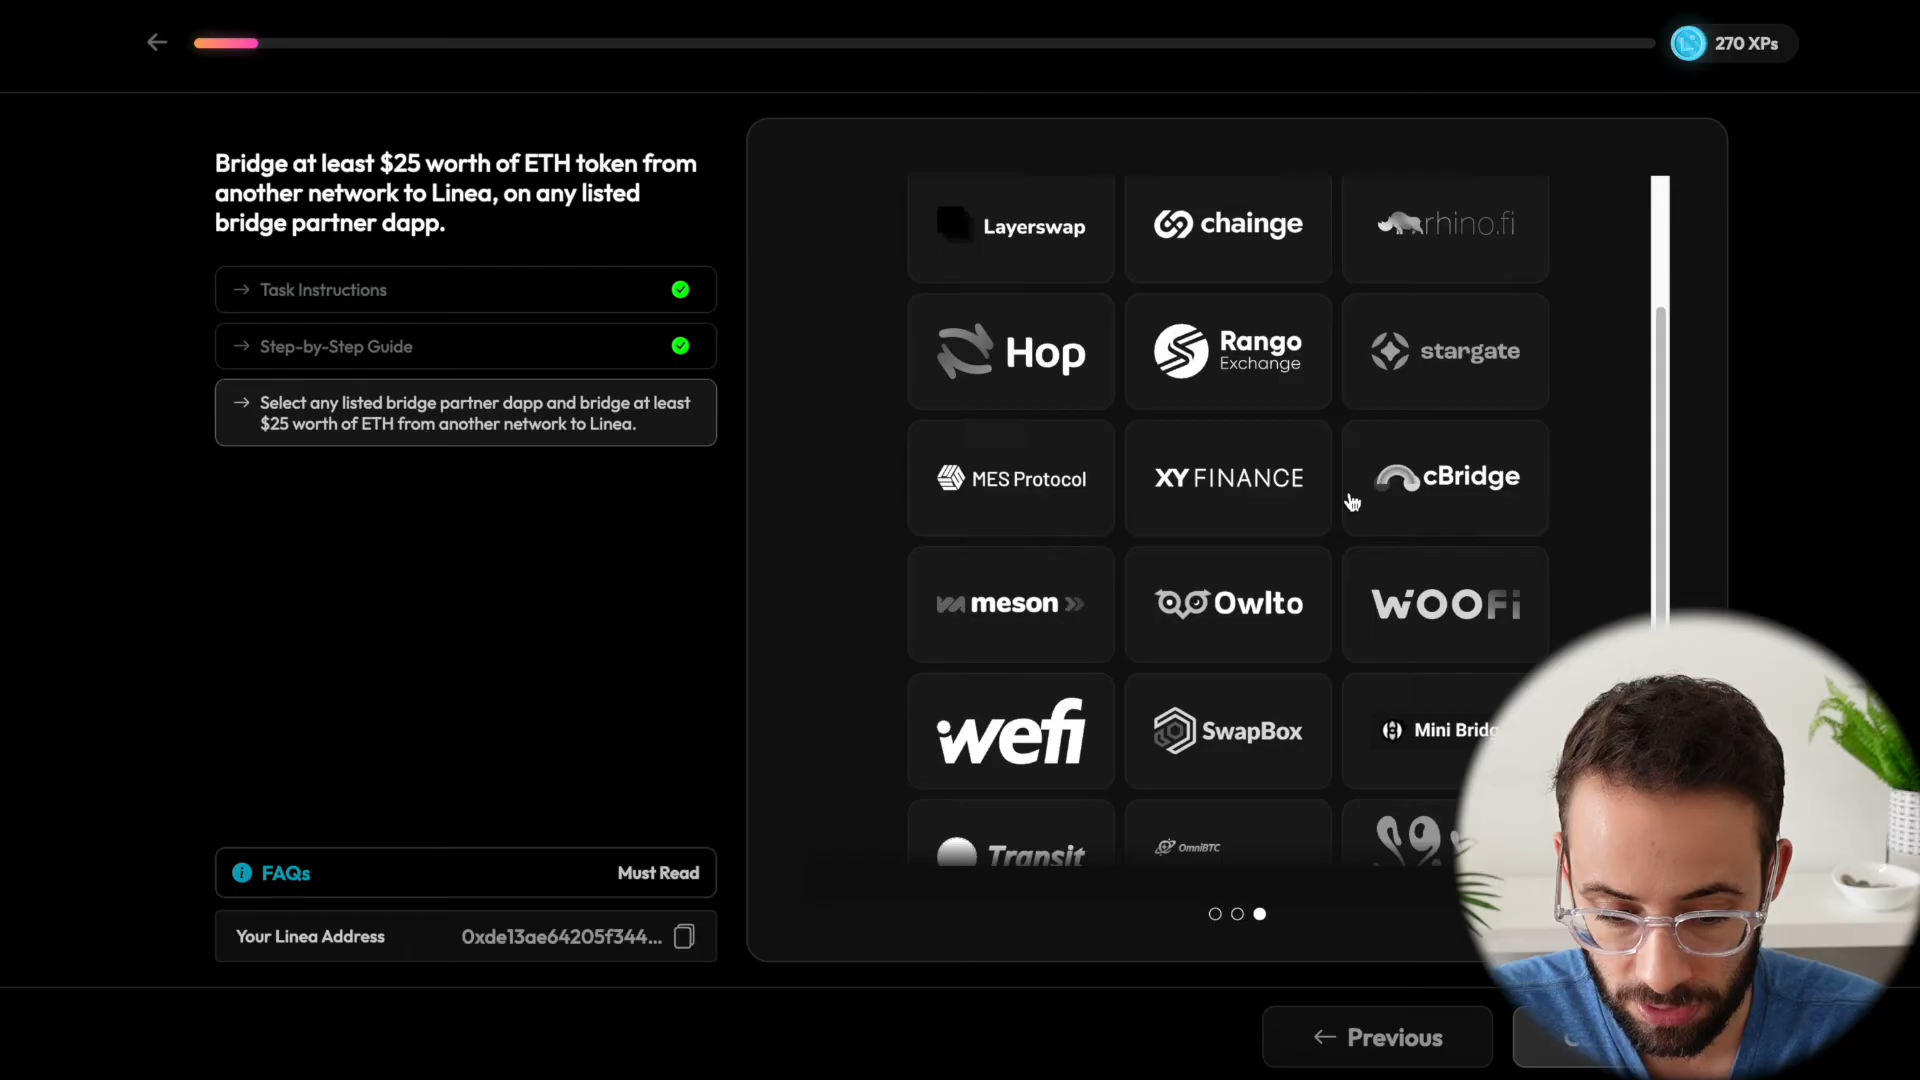 270 XPs
Bridge at least $25 worth of ETH token from
another network to Linea, on any listed
bridge partner dapp.
Task Instructions
Step-by-Step Guide
Select any listed bridge partner dapp and bridge at least
$25 worth of ETH from another network to Linea.
FAQs
Must Read
Your Linea Address
0xde13ae64205f344...
Layerswap
chainge
rhino.fi
Hop
Rango
Exchange
stargate
MES Protocol
XY FINANCE
cBridge
meson
Owlto
WOOFi
wefi
SwapBox
Mini Bridg
Transit
OmniBTC
Previous